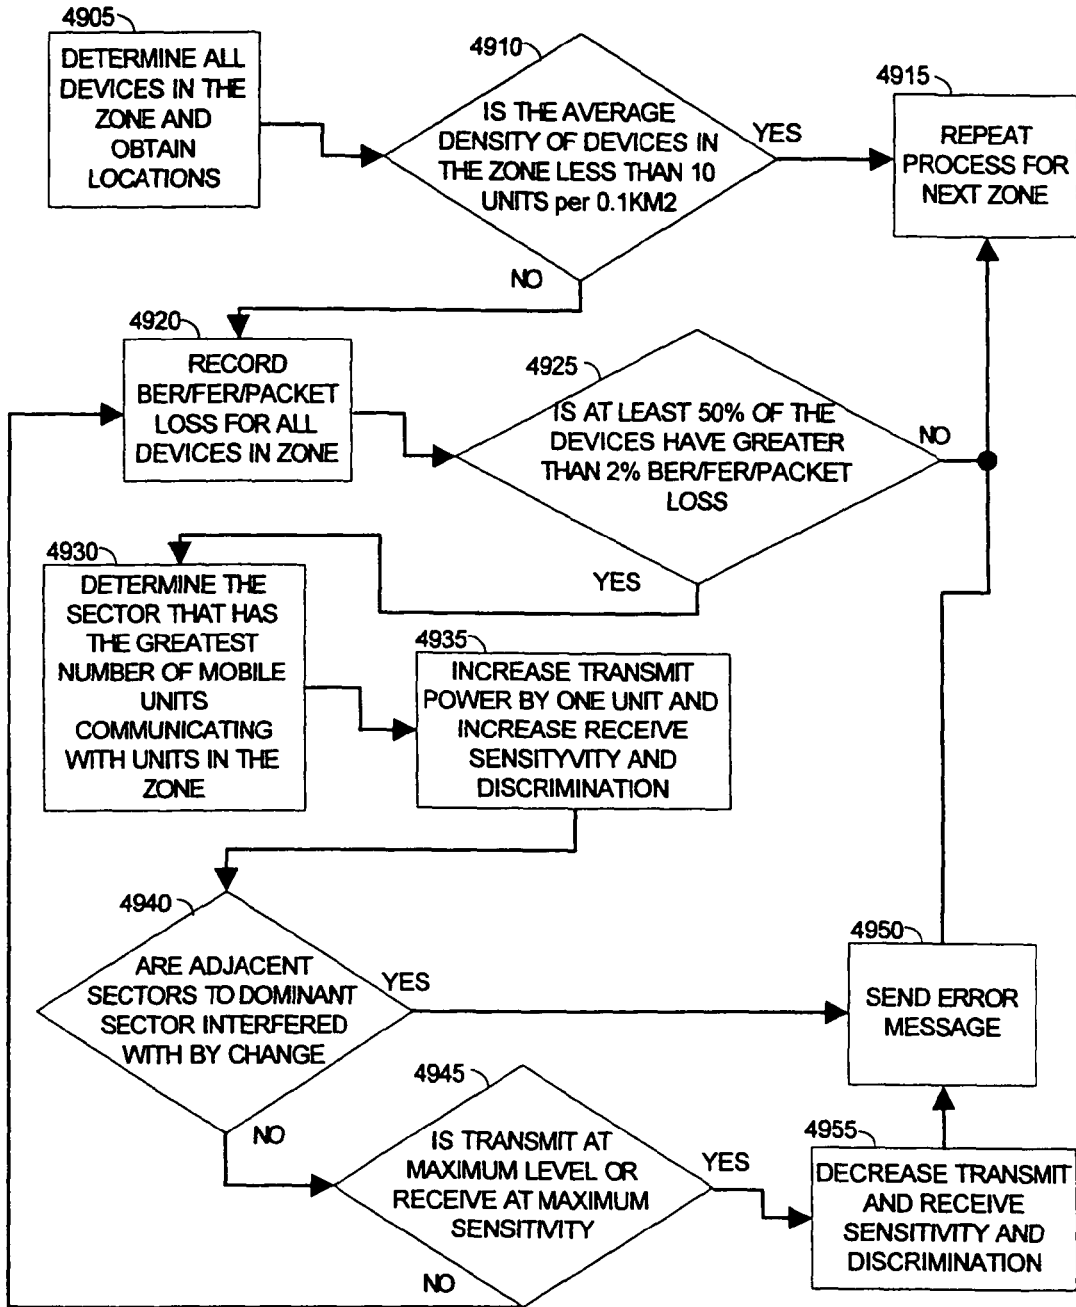 4905
DETERMINE ALL
DEVICES IN THE
ZONE AND
OBTAIN
LOCATIONS
4910
IS THE AVERAGE
DENSITY OF DEVICES IN
THE ZONE LESS THAN 10
UNITS per 0.1KM2
YES
NO
4915
REPEAT
PROCESS FOR
NEXT ZONE
4920
RECORD
BER/FER/PACKET
LOSS FOR ALL
DEVICES IN ZONE
4925
IS AT LEAST 50% OF THE
DEVICES HAVE GREATER
THAN 2% BER/FER/PACKET
LOSS
NO
YES
4930
DETERMINE THE
SECTOR THAT HAS
THE GREATEST
NUMBER OF MOBILE
UNITS
COMMUNICATING
WITH UNITS IN THE
ZONE
4935
INCREASE TRANSMIT
POWER BY ONE UNIT AND
INCREASE RECEIVE
SENSITYVITY AND
DISCRIMINATION
4940
ARE ADJACENT
SECTORS TO DOMINANT
SECTOR INTERFERED
WITH BY CHANGE
YES
NO
4950
SEND ERROR
MESSAGE
4945
IS TRANSMIT AT
MAXIMUM LEVEL OR
RECEIVE AT MAXIMUM
SENSITIVITY
YES
NO
4955
DECREASE TRANSMIT
AND RECEIVE
SENSITIVITY AND
DISCRIMINATION